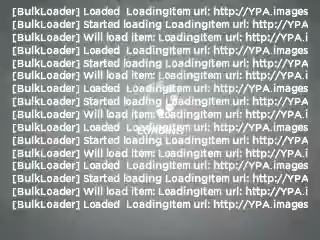 [BulkLoader] Loaded LoadingItem url: http://YPA.images
[BulkLoader] Started loading LoadingItem url: http://YPA
[BulkLoader] Will load item: LoadingItem url: http://YPA.i
[BulkLoader] Loaded LoadingItem url: http://YPA.images
[BulkLoader] Started loading LoadingItem url: http://YPA
[BulkLoader] Will load item: LoadingItem url: http://YPA.i
[BulkLoader] Loaded LoadingItem url: http://YPA.images
[BulkLoader] Started loading LoadingItem url: http://YPA
[BulkLoader] Will load item: LoadingItem url: http://YPA.i
[BulkLoader] Loaded LoadingItem url: http://YPA.images
LOADING
[BulkLoader] Started loading LoadingItem url: http://YPA
[BulkLoader] Will load item: LoadingItem url: http://YPA.i
[BulkLoader] Loaded LoadingItem url: http://YPA.images
[BulkLoader] Started loading LoadingItem url: http://YPA
[BulkLoader] Will load item: LoadingItem url: http://YPA.i
[BulkLoader] Loaded LoadingItem url: http://YPA.images